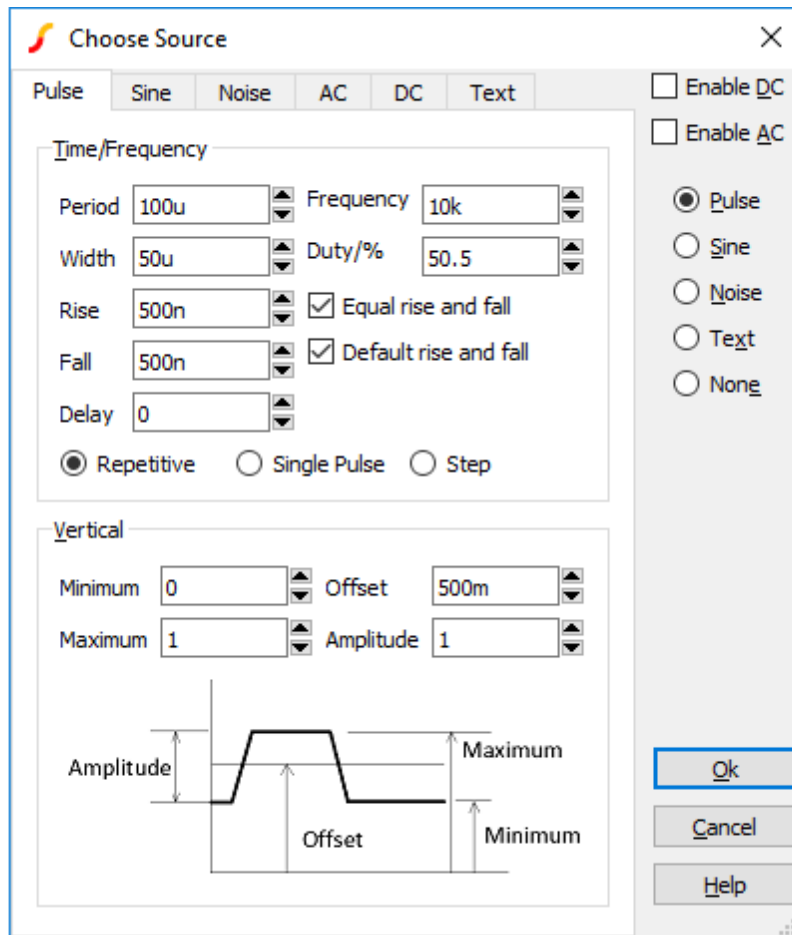 Choose Source
Pulse Sine Noise AC DC Text
Enable DC
Enable AC
Time/Frequency
Period 100u Frequency 10k
Width 50u Duty/% 50.5
Rise 500n Equal rise and fall
Fall 500n Default rise and fall
Delay 0
Repetitive Single Pulse Step
Pulse
Sine
Noise
Text
None
Vertical
Minimum 0 Offset 500m
Maximum 1 Amplitude 1
Amplitude
Maximum
Offset
Minimum
Ok
Cancel
Help